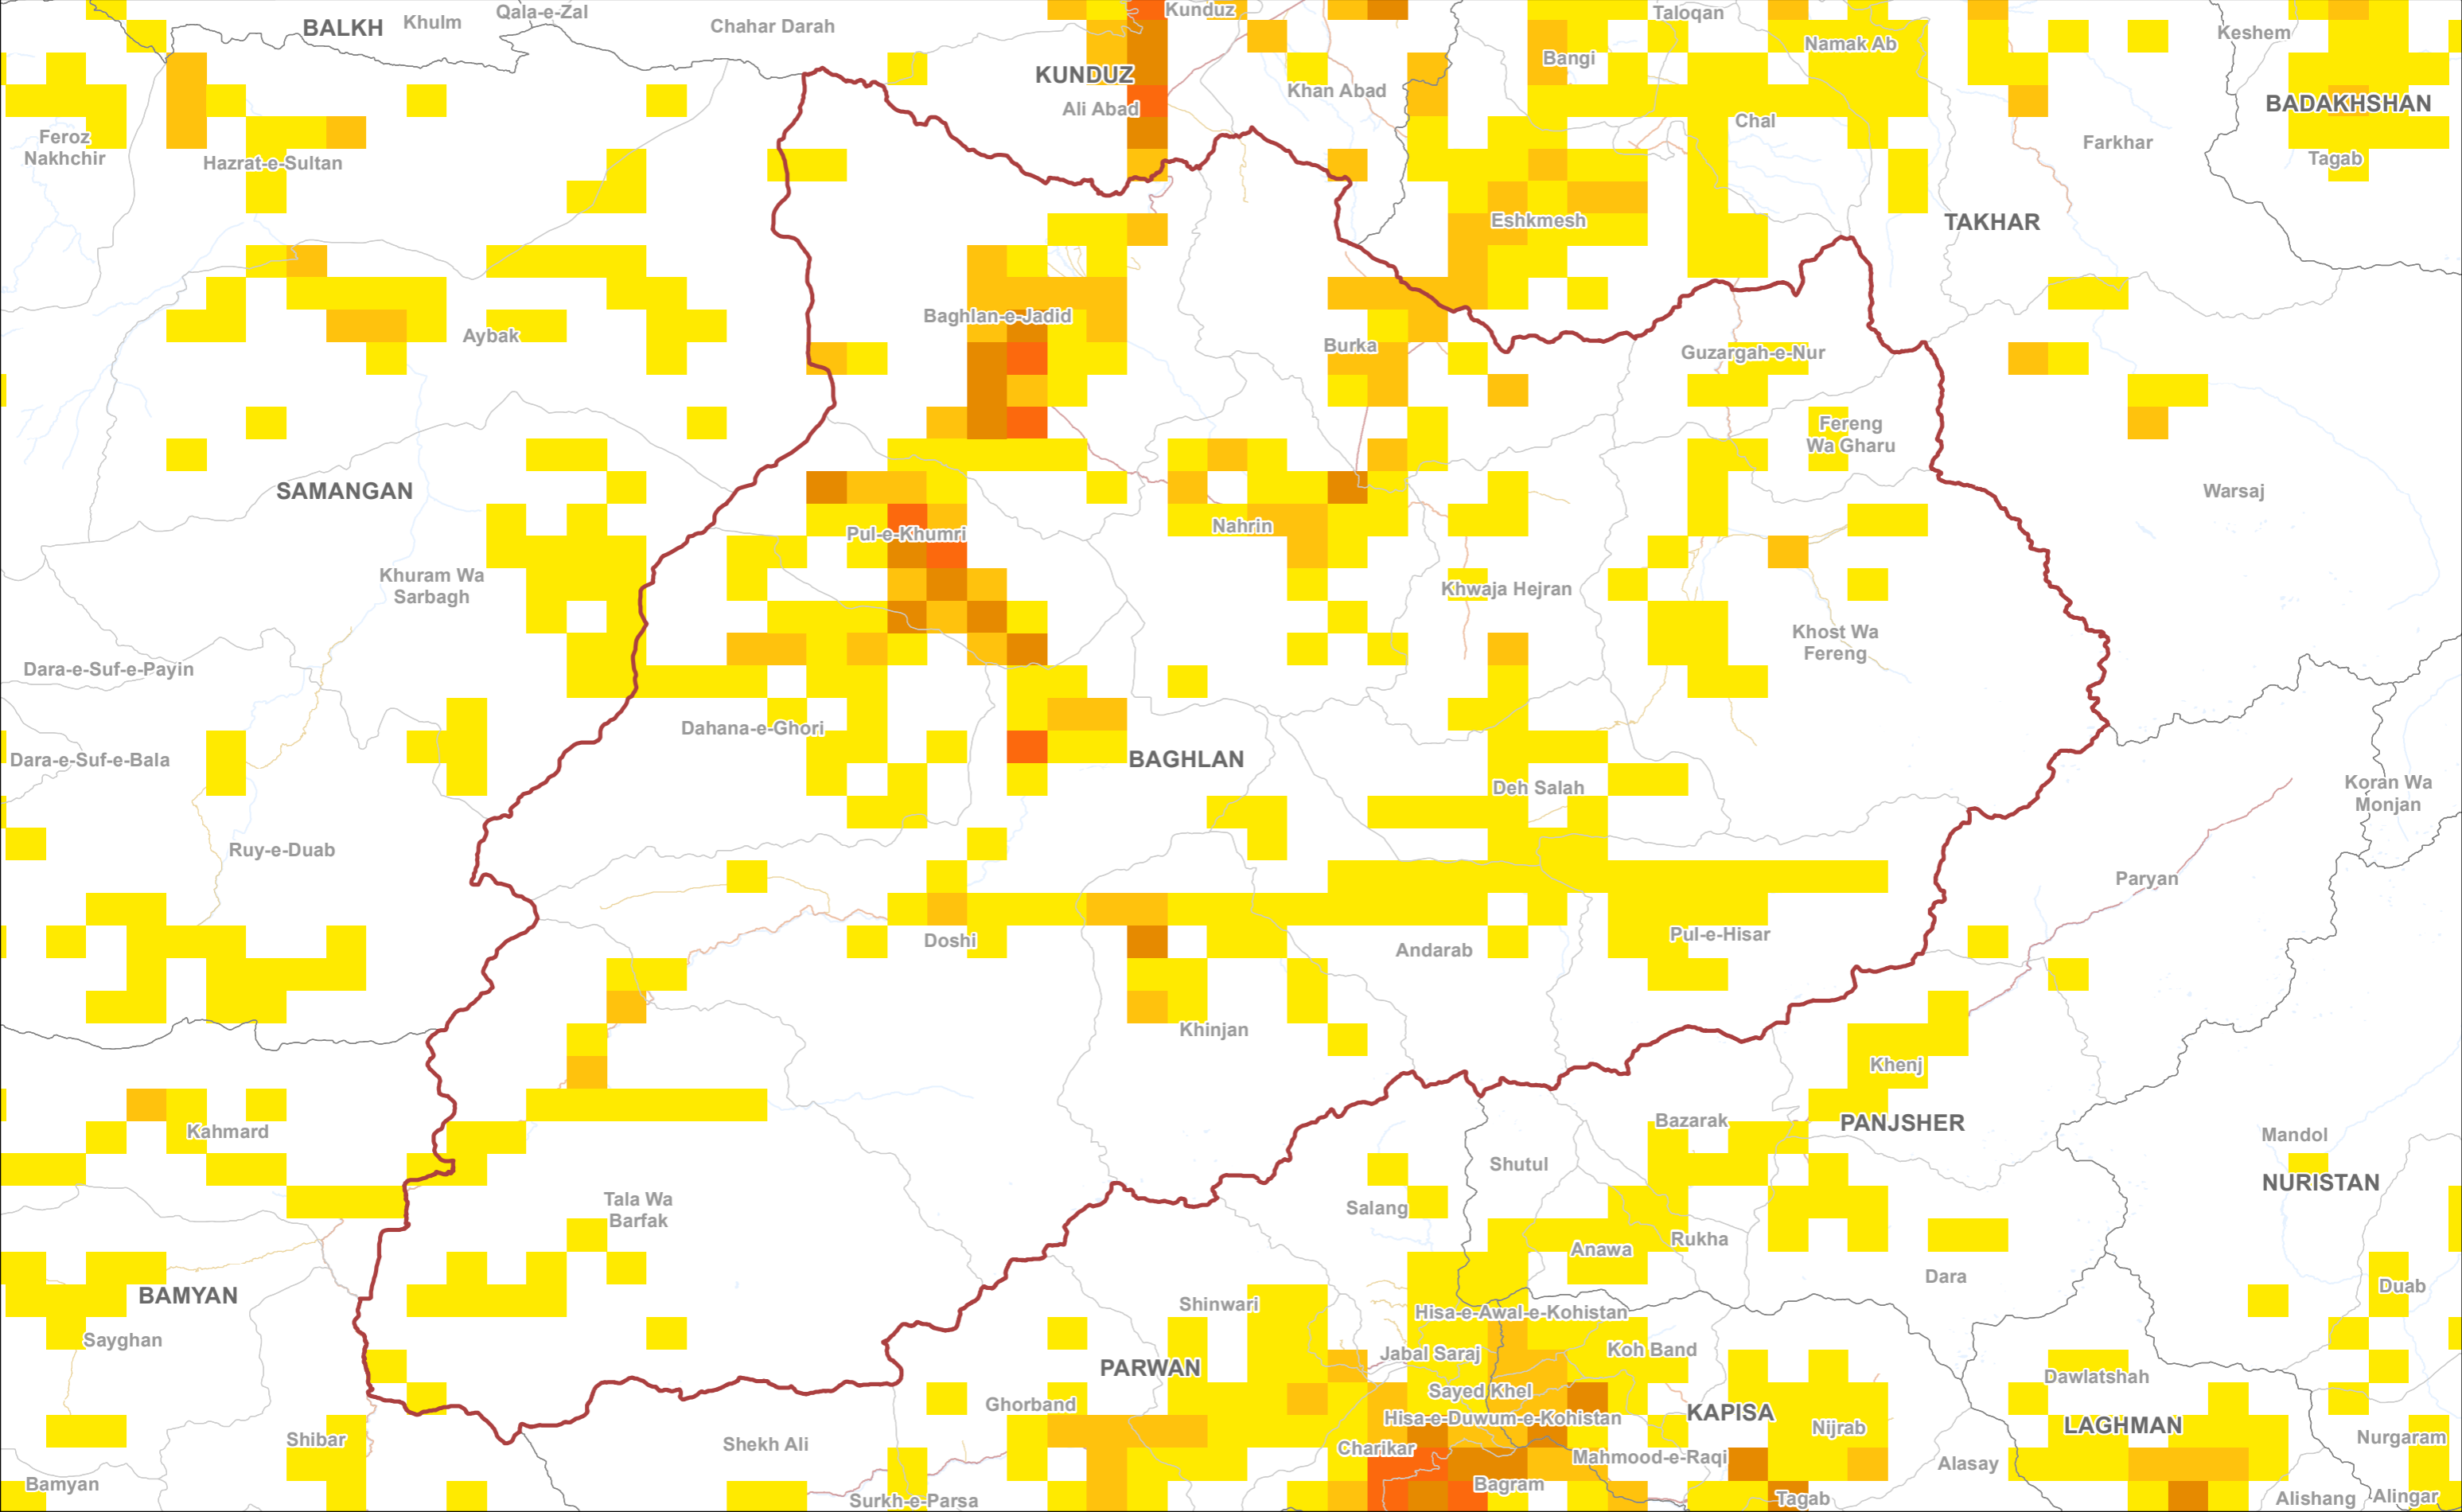 Qala-e-Zal
Kunduz
Taloqan
BALKH
Khulm
Chahar Darah
Keshem
Namak Ab
Bangi
KUNDUZ
Khan Abad
BADAKHSHAN
Ali Abad
Chal
Feroz
Nakhchir
Hazrat-e-Sultan
Farkhar
Tagab
Eshkmesh
TAKHAR
Baghlan-e-Jadid
Aybak
Burka
Guzargah-e-Nur
Fereng
Wa Gharu
SAMANGAN
Warsaj
Pul-e-Khumri
Nahrin
Khuram Wa
Sarbagh
Khwaja Hejran
Khost Wa
Fereng
Dara-e-Suf-e-Payin
Dahana-e-Ghori
Dara-e-Suf-e-Bala
BAGHLAN
Deh Salah
Koran Wa
Monjan
Ruy-e-Duab
Paryan
Doshi
Andarab
Pul-e-Hisar
Khinjan
Khenj
Kahmard
Bazarak
PANJSHER
Mandol
Shutul
NURISTAN
Tala Wa
Barfak
Salang
Rukha
Anawa
Dara
BAMYAN
Shinwari
Duab
Hisa-e-Awal-e-Kohistan
Sayghan
Jabal Saraj
Koh Band
PARWAN
Dawlatshah
Sayed Khel
Ghorband
KAPISA
Hisa-e-Duwum-e-Kohistan
Nijrab
LAGHMAN
Shibar
Shekh Ali
Charikar
Mahmood-e-Raqi
Alasay
Nurgaram
Bamyan
Bagram
Surkh-e-Parsa
Tagab
Alishang
Alingar